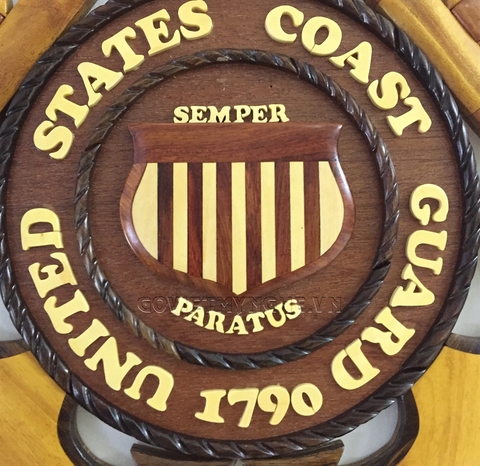 UNITED STATES COAST GUARD
1790
SEMPER
PARATUS